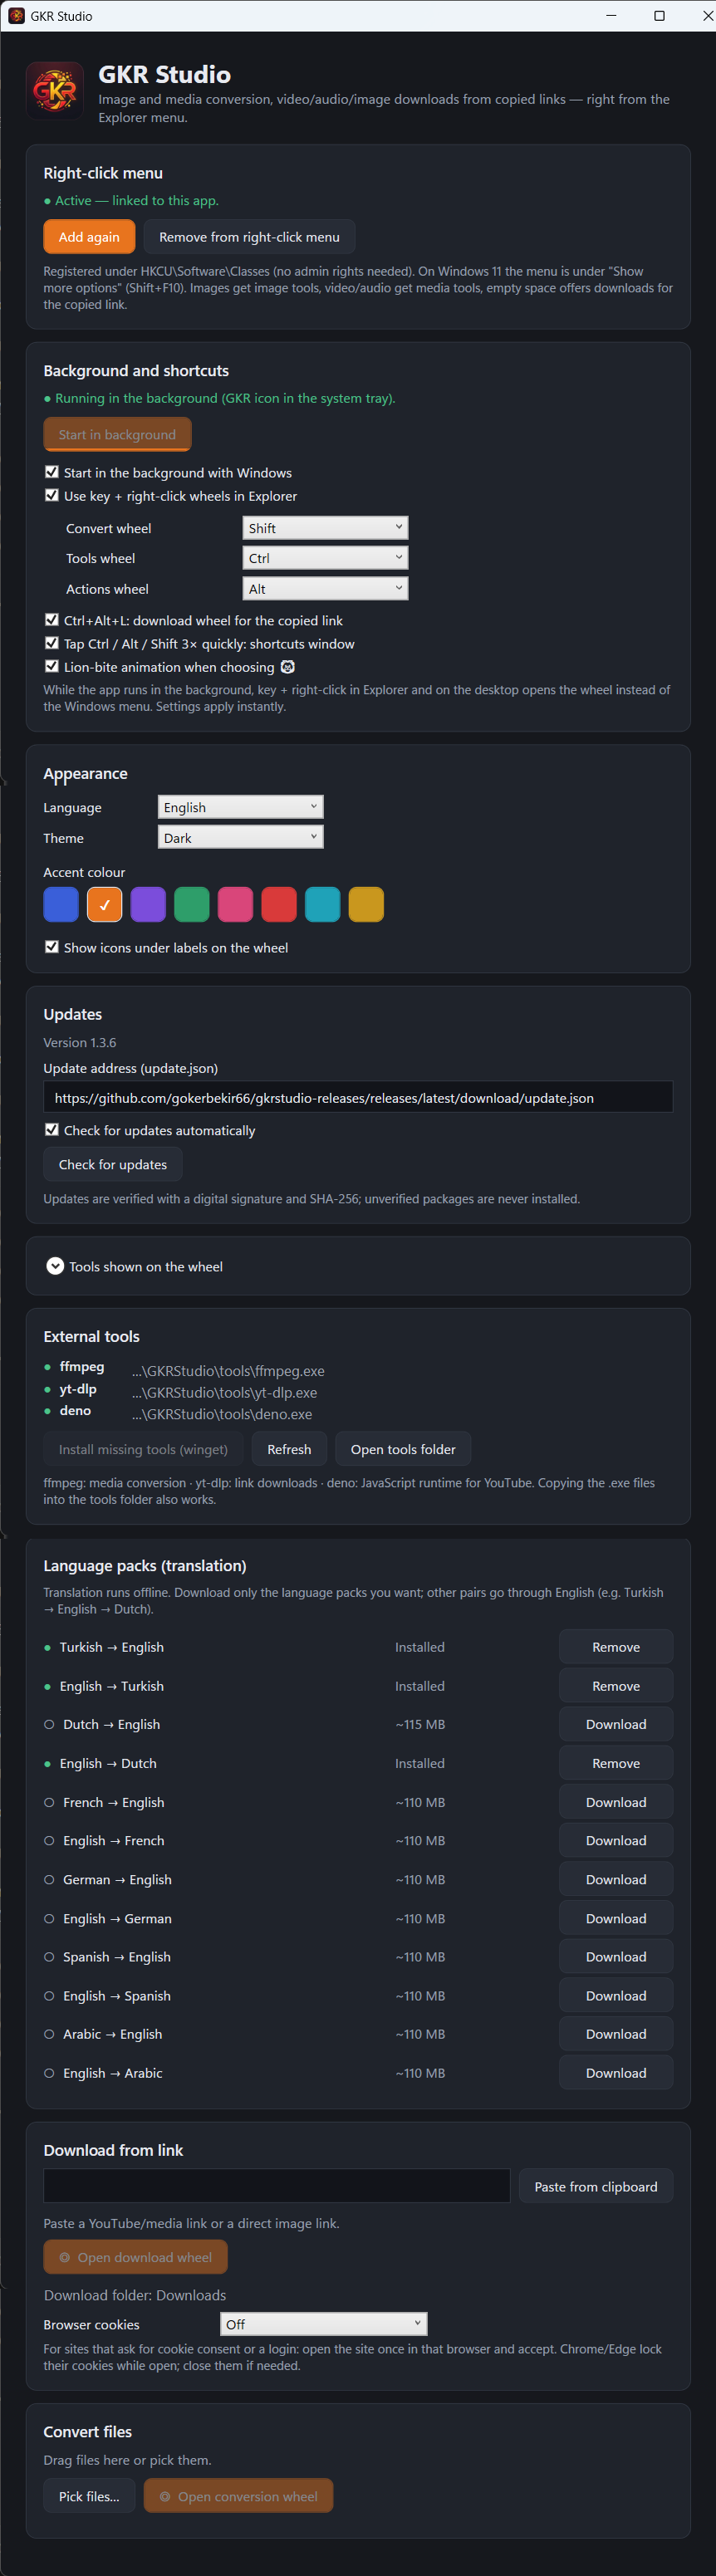 GKR Studio
GKR
GKR Studio
Image and media conversion, video/audio/image downloads from copied links — right from the
Explorer menu.
Right-click menu
● Active — linked to this app.
Add again
Remove from right-click menu
Registered under HKCU\Software\Classes (no admin rights needed). On Windows 11 the menu is under "Show
more options" (Shift+F10). Images get image tools, video/audio get media tools, empty space offers downloads for
the copied link.
Background and shortcuts
● Running in the background (GKR icon in the system tray).
Start in background
Start in the background with Windows
Use key + right-click wheels in Explorer
Convert wheel Shift
Tools wheel Ctrl
Actions wheel Alt
Ctrl+Alt+L: download wheel for the copied link
Tap Ctrl / Alt / Shift 3× quickly: shortcuts window
Lion-bite animation when choosing 🦁
While the app runs in the background, key + right-click in Explorer and on the desktop opens the wheel instead of
the Windows menu. Settings apply instantly.
Appearance
Language English
Theme Dark
Accent colour
✓
Show icons under labels on the wheel
Updates
Version 1.3.6
Update address (update.json)
https://github.com/gokerbekir66/gkrstudio-releases/releases/latest/download/update.json
Check for updates automatically
Check for updates
Updates are verified with a digital signature and SHA-256; unverified packages are never installed.
Tools shown on the wheel
External tools
● ffmpeg ...\GKRStudio\tools\ffmpeg.exe
● yt-dlp ...\GKRStudio\tools\yt-dlp.exe
● deno ...\GKRStudio\tools\deno.exe
Install missing tools (winget)
Refresh
Open tools folder
ffmpeg: media conversion · yt-dlp: link downloads · deno: JavaScript runtime for YouTube. Copying the .exe files
into the tools folder also works.
Language packs (translation)
Translation runs offline. Download only the language packs you want; other pairs go through English (e.g. Turkish
→ English → Dutch).
● Turkish → English Installed Remove
● English → Turkish Installed Remove
○ Dutch → English ~115 MB Download
● English → Dutch Installed Remove
○ French → English ~110 MB Download
○ English → French ~110 MB Download
○ German → English ~110 MB Download
○ English → German ~110 MB Download
○ Spanish → English ~110 MB Download
○ English → Spanish ~110 MB Download
○ Arabic → English ~110 MB Download
○ English → Arabic ~110 MB Download
Download from link
Paste from clipboard
Paste a YouTube/media link or a direct image link.
Open download wheel
Download folder: Downloads
Browser cookies Off
For sites that ask for cookie consent or a login: open the site once in that browser and accept. Chrome/Edge lock
their cookies while open; close them if needed.
Convert files
Drag files here or pick them.
Pick files...
Open conversion wheel